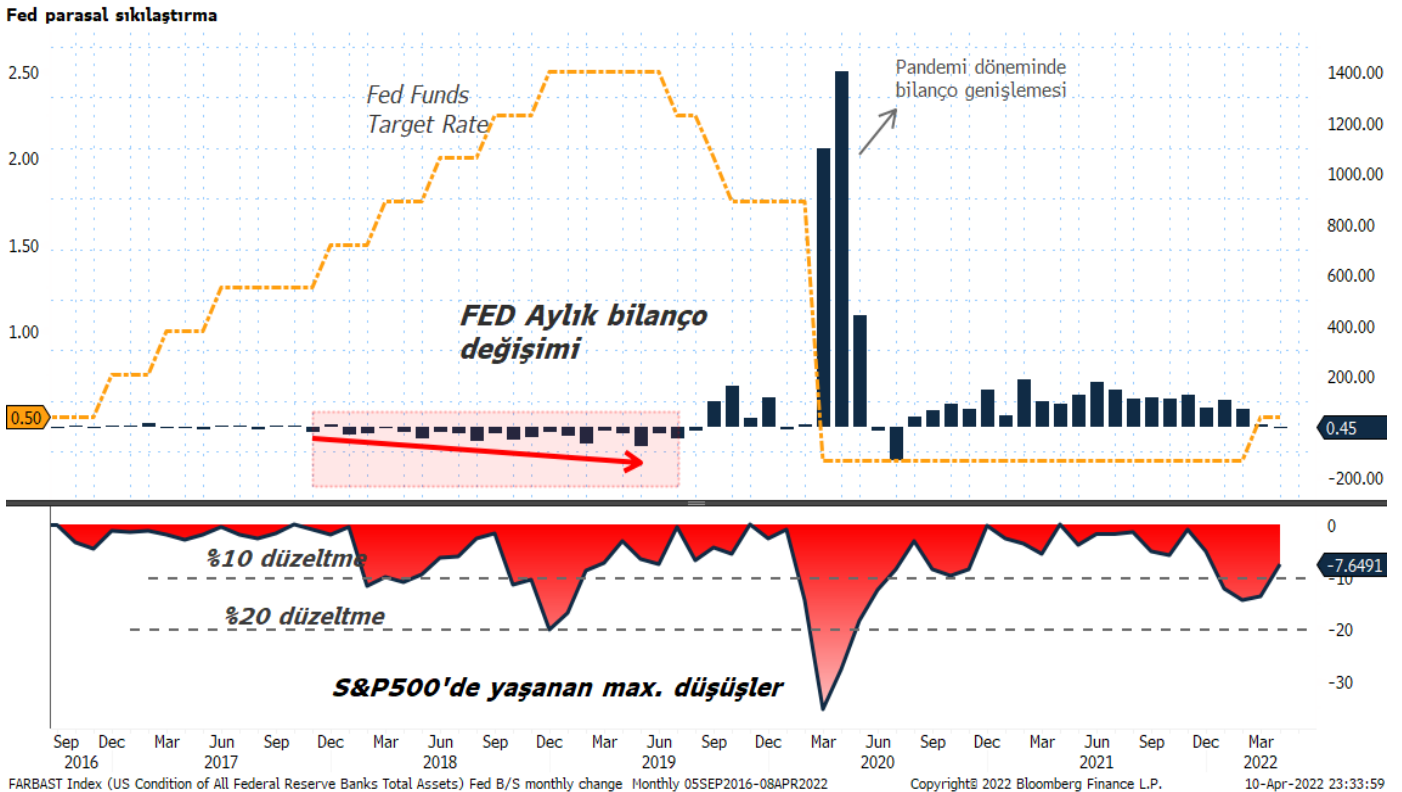 Fed parasal sıkılaştırma
2.50
2.00
1.50
1.00
0.50
Fed Funds
Target Rate
Pandemi döneminde
bilanço genişlemesi
FED Aylık bilanço
değişimi
1400.00
1200.00
1000.00
800.00
600.00
400.00
200.00
0.45
-200.00
%10 düzeltme
%20 düzeltme
S&P500'de yaşanan max. düşüşler
0
-7.6491
-10
-20
-30
Sep Dec Mar Jun Sep Dec Mar Jun Sep Dec Mar Jun Sep Dec Mar Jun Sep Dec Mar Jun Sep Dec Mar
2016 2017 2018 2019 2020 2021 2022
FARBAST Index (US Condition of All Federal Reserve Banks Total Assets) Fed B/S monthly change Monthly 05SEP2016-08APR2022 Copyright© 2022 Bloomberg Finance L.P. 10-Apr-2022 23:33:59